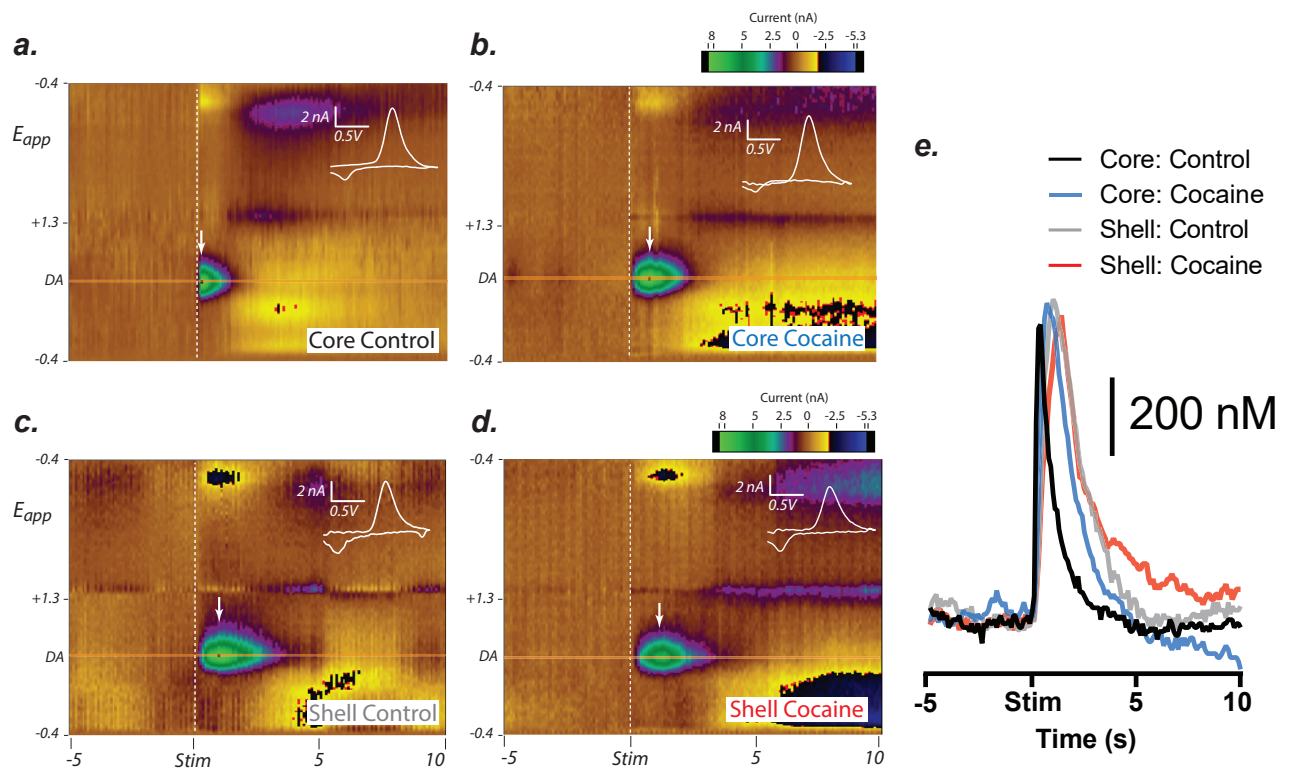 a.
-0.4
E_app
+1.3
DA
-0.4
2 nA
0.5V
Core Control
b.
Current (nA)
8 5 2.5 0 -2.5 -5.3
-0.4
+1.3
DA
-0.4
2 nA
0.5V
Core Cocaine
c.
-0.4
E_app
+1.3
DA
-0.4
2 nA
0.5V
Shell Control
-5 Stim 5 10
d.
Current (nA)
8 5 2.5 0 -2.5 -5.3
-0.4
+1.3
DA
-0.4
2 nA
0.5V
Shell Cocaine
-5 Stim 5 10
e.
Core: Control
Core: Cocaine
Shell: Control
Shell: Cocaine
200 nM
-5 Stim 5 10
Time (s)